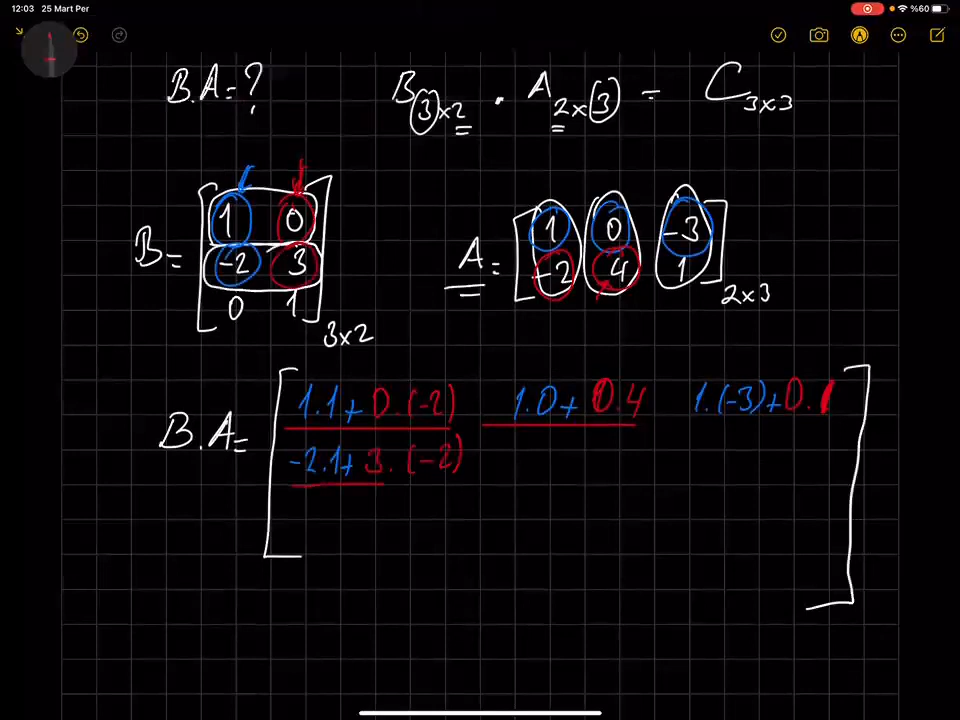 12:03 25 Mart Per %60
B.A=? B3x2 . A2x3 = C3x3
B= [1 0 A= [1 0 -3
-2 3 -2 4 1]2x3
0 1]3x2
B.A= [1.1+0.(-2) 1.0+0.4 1.(-3)+0.1
-2.1+3.(-2) ]